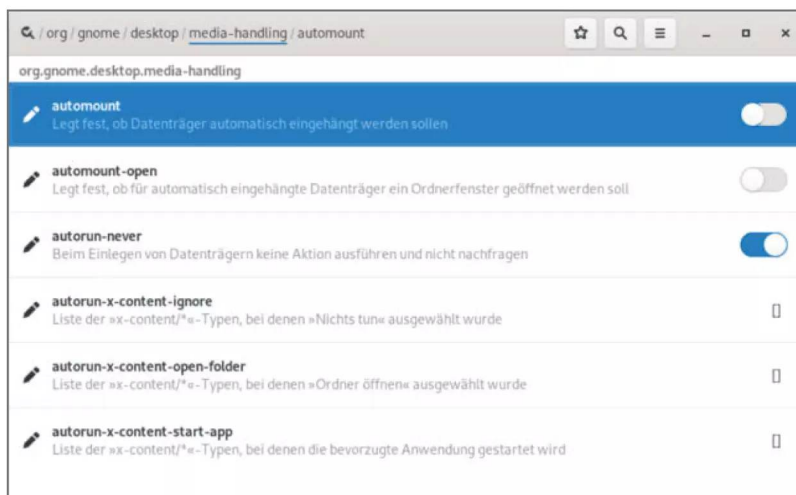 / org / gnome / desktop / media-handling / automount
org.gnome.desktop.media-handling
automount
Legt fest, ob Datenträger automatisch eingehängt werden sollen
automount-open
Legt fest, ob für automatisch eingehängte Datenträger ein Ordnerfenster geöffnet werden soll
autorun-never
Beim Einlegen von Datenträgern keine Aktion ausführen und nicht nachfragen
autorun-x-content-ignore
Liste der »x-content/*«-Typen, bei denen »Nichts tun« ausgewählt wurde
[]
autorun-x-content-open-folder
Liste der »x-content/*«-Typen, bei denen »Ordner öffnen« ausgewählt wurde
[]
autorun-x-content-start-app
Liste der »x-content/*«-Typen, bei denen die bevorzugte Anwendung gestartet wird
[]